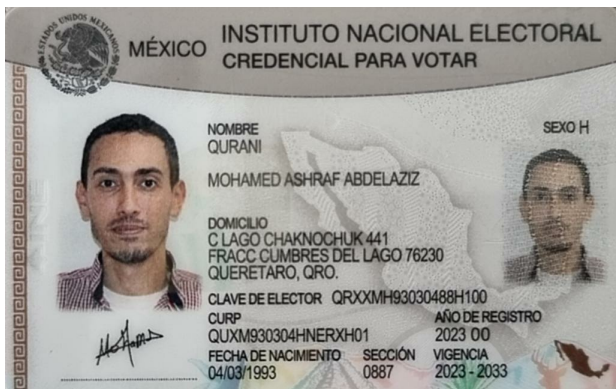 ESTADOS UNIDOS MEXICANOS
MÉXICO
INSTITUTO NACIONAL ELECTORAL
CREDENCIAL PARA VOTAR
NOMBRE
SEXO H
QURANI
MOHAMED ASHRAF ABDELAZIZ
DOMICILIO
C LAGO CHAKNOCHUK 441
FRACC CUMBRES DEL LAGO 76230
QUERETARO, QRO.
CLAVE DE ELECTOR QRXXMH93030488H100
CURP AÑO DE REGISTRO
QUXM930304HNERXH01 2023 00
FECHA DE NACIMIENTO SECCIÓN VIGENCIA
04/03/1993 0887 2023 - 2033